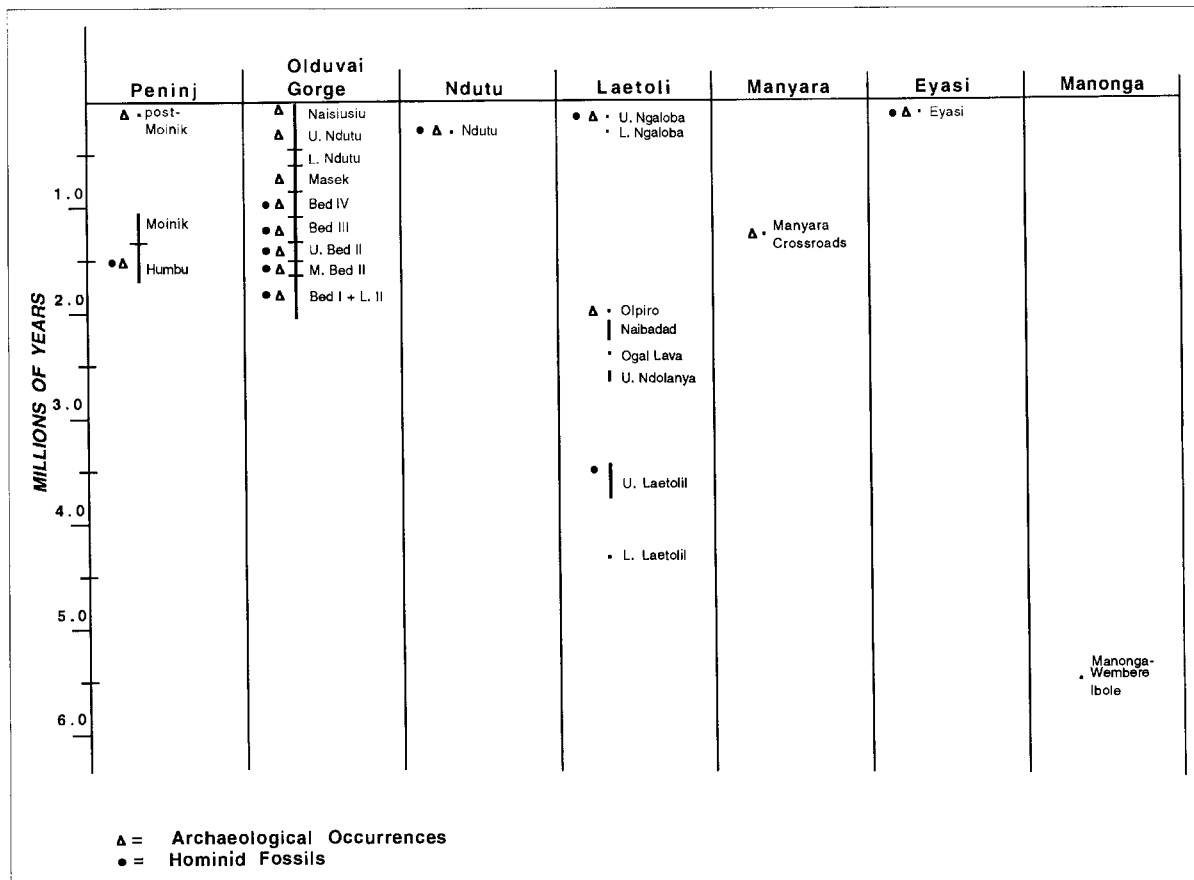 Peninj
Olduvai
Gorge
Ndutu
Laetoli
Manyara
Eyasi
Manonga
MILLIONS OF YEARS
1.0
2.0
3.0
4.0
5.0
6.0
Δ • post-
Moinik
Moinik
● Δ Humbu
Δ Naisiusiu
Δ U. Ndutu
L. Ndutu
Δ Masek
● Δ Bed IV
● Δ Bed III
● Δ U. Bed II
● Δ M. Bed II
● Δ Bed I + L. II
● Δ • Ndutu
● Δ • U. Ngaloba
• L. Ngaloba
Δ • Olpiro
Naibadad
• Ogal Lava
U. Ndolanya
● U. Laetolil
• L. Laetolil
Δ • Manyara
Crossroads
● Δ • Eyasi
Manonga-
• Wembere
Ibole
Δ = Archaeological Occurrences
● = Hominid Fossils